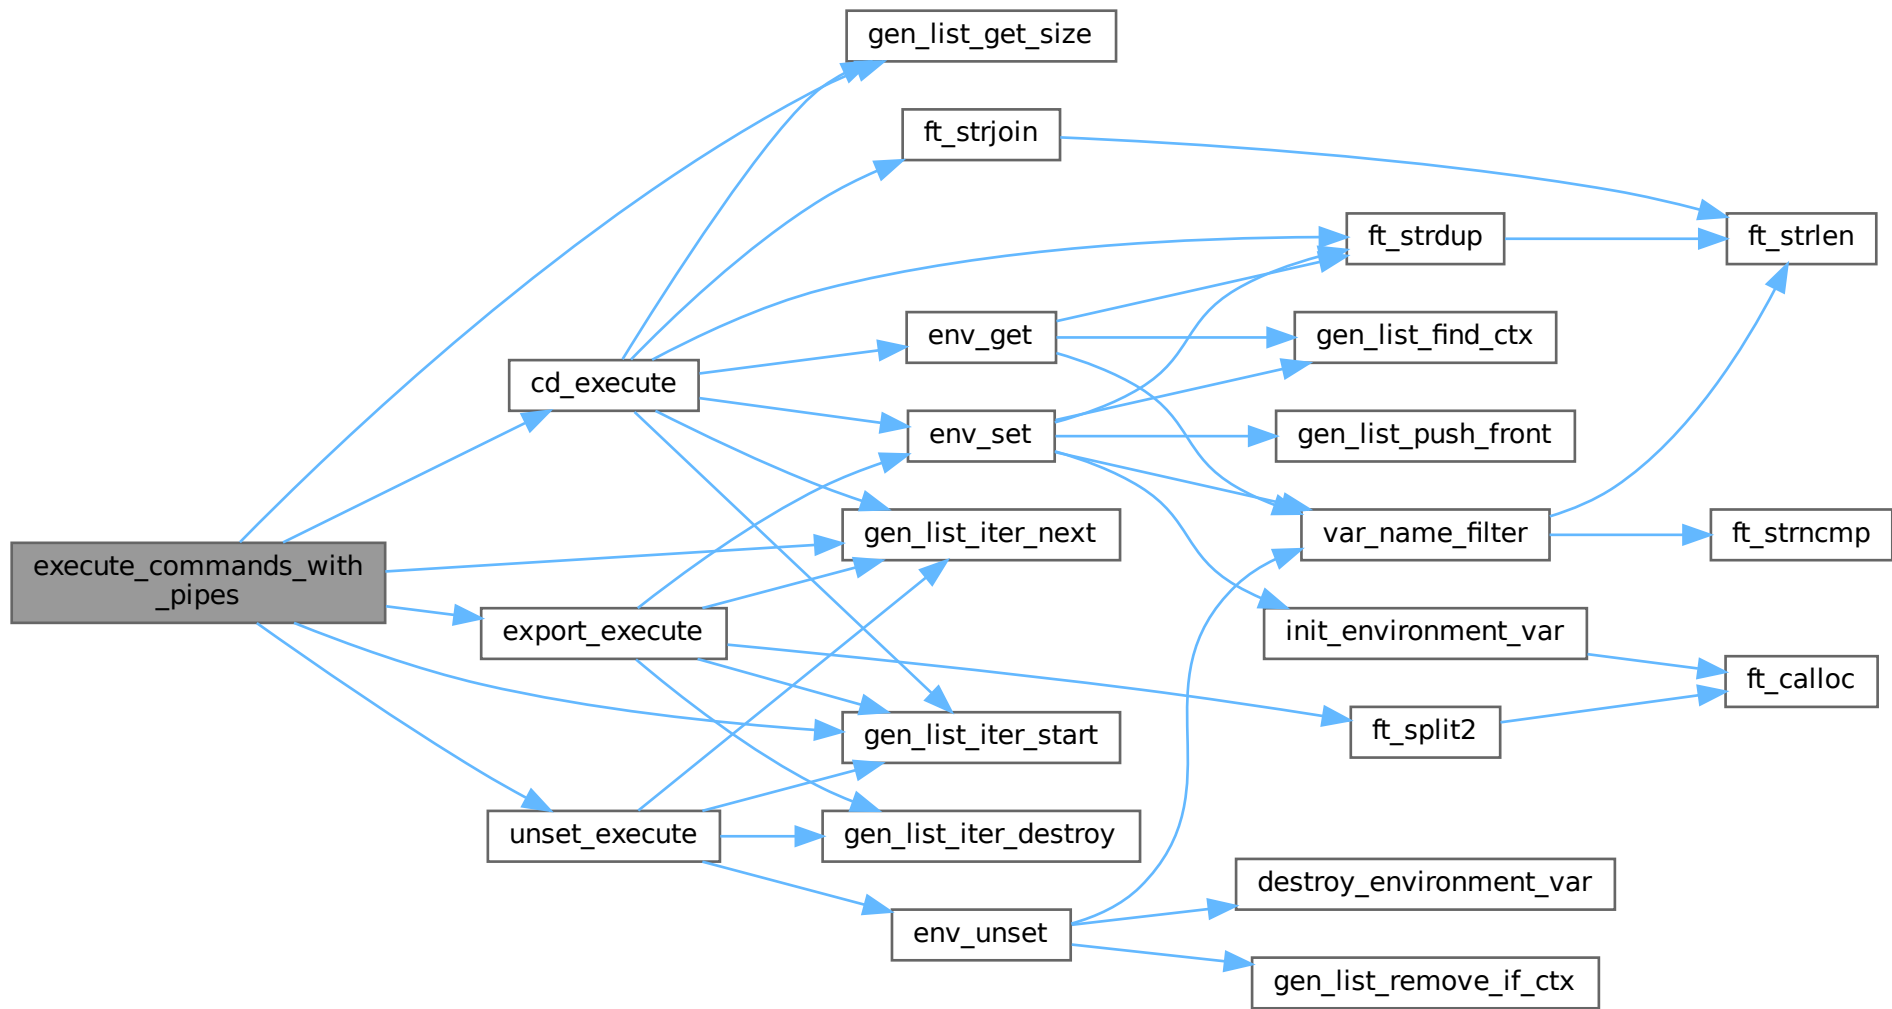 gen_list_get_size
ft_strjoin
ft_strdup
ft_strlen
env_get
gen_list_find_ctx
cd_execute
env_set
gen_list_push_front
gen_list_iter_next
var_name_filter
ft_strncmp
execute_commands_with
_pipes
export_execute
init_environment_var
ft_calloc
gen_list_iter_start
ft_split2
unset_execute
gen_list_iter_destroy
destroy_environment_var
env_unset
gen_list_remove_if_ctx